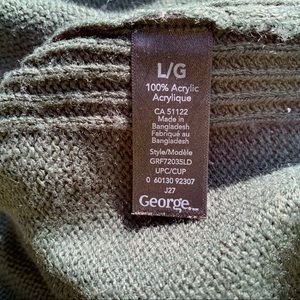 L/G
100% Acrylic
Acrylique
CA 51122
Made in
Bangladesh
Fabriqué au
Bangladesh
Style/Modèle
GRF72035LD
UPC/CUP
0 60130 92307
J27
George